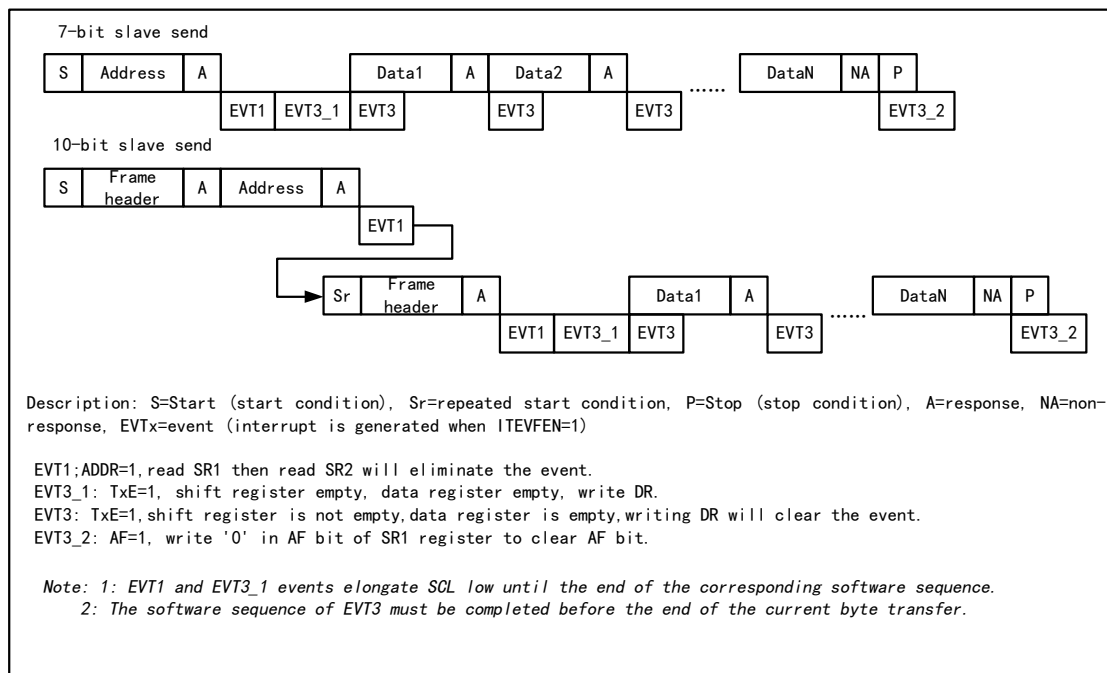 7-bit slave send
S Address A Data1 A Data2 A ...... DataN NA P
EVT1 EVT3_1 EVT3 EVT3 EVT3 EVT3_2
10-bit slave send
S Frame header A Address A
EVT1
Sr Frame header A Data1 A ...... DataN NA P
EVT1 EVT3_1 EVT3 EVT3 EVT3_2
Description: S=Start (start condition), Sr=repeated start condition, P=Stop (stop condition), A=response, NA=non-
response, EVTx=event (interrupt is generated when ITEVFEN=1)
EVT1;ADDR=1,read SR1 then read SR2 will eliminate the event.
EVT3_1: TxE=1, shift register empty, data register empty, write DR.
EVT3: TxE=1,shift register is not empty,data register is empty,writing DR will clear the event.
EVT3_2: AF=1, write '0' in AF bit of SR1 register to clear AF bit.
Note: 1: EVT1 and EVT3_1 events elongate SCL low until the end of the corresponding software sequence.
2: The software sequence of EVT3 must be completed before the end of the current byte transfer.